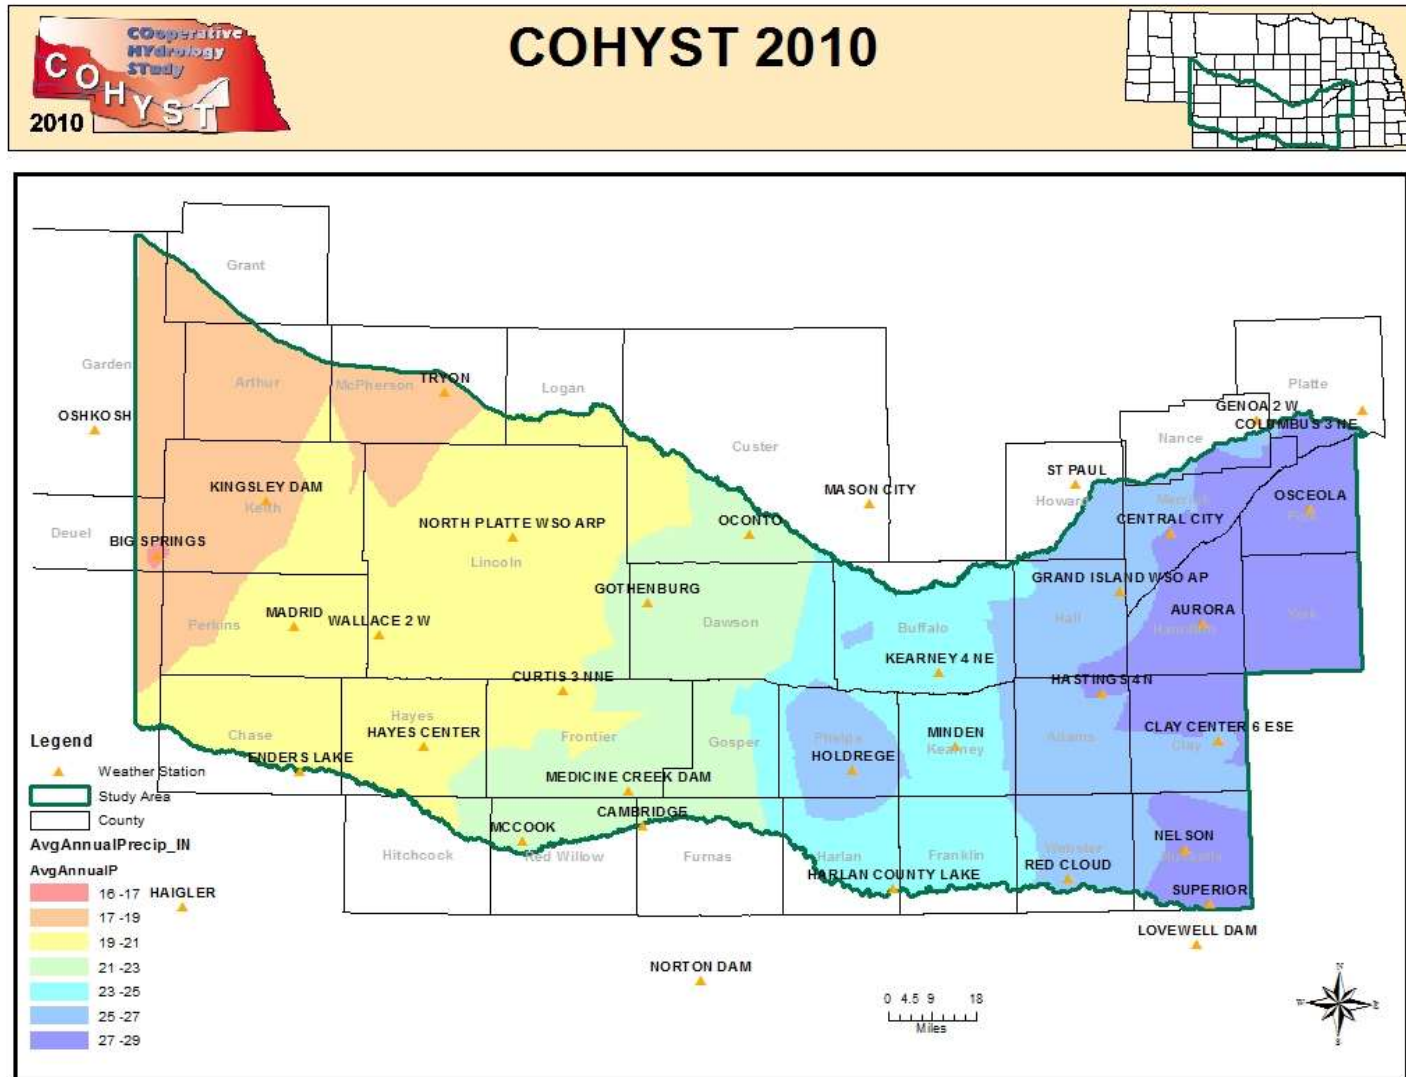 COoperative
HYdrology
STudy
COHYST
2010
COHYST 2010
Grant
Garden
Arthur
McPherson
TRYON
Logan
Platte
OSHKOSH
GENOA 2 W
COLUMBUS 3 NE
Custer
Nance
ST PAUL
Howard
KINGSLEY DAM
Keith
MASON CITY
OSCEOLA
Deuel
BIG SPRINGS
NORTH PLATTE WSO ARP
Lincoln
OCONTO
CENTRAL CITY
GOTHENBURG
GRAND ISLAND WSO AP
MADRID
Perkins
WALLACE 2 W
Dawson
Buffalo
Hall
AURORA
York
KEARNEY 4 NE
CURTIS 3 NNE
HASTINGS 4 N
Hayes
HAYES CENTER
Chase
Frontier
Gosper
Phelps
HOLDREGE
MINDEN
Kearney
Adams
CLAY CENTER 6 ESE
Clay
ENDERS LAKE
MEDICINE CREEK DAM
CAMBRIDGE
MCCOOK
Hitchcock
Red Willow
Furnas
Harlan
HARLAN COUNTY LAKE
Franklin
Webster
RED CLOUD
NELSON
SUPERIOR
HAIGLER
LOVEWELL DAM
NORTON DAM
Legend
Weather Station
Study Area
County
AvgAnnualPrecip_IN
AvgAnnualP
16 -17
17 -19
19 -21
21 -23
23 -25
25 -27
27 -29
0 4.5 9 18
Miles
N
W
E
S